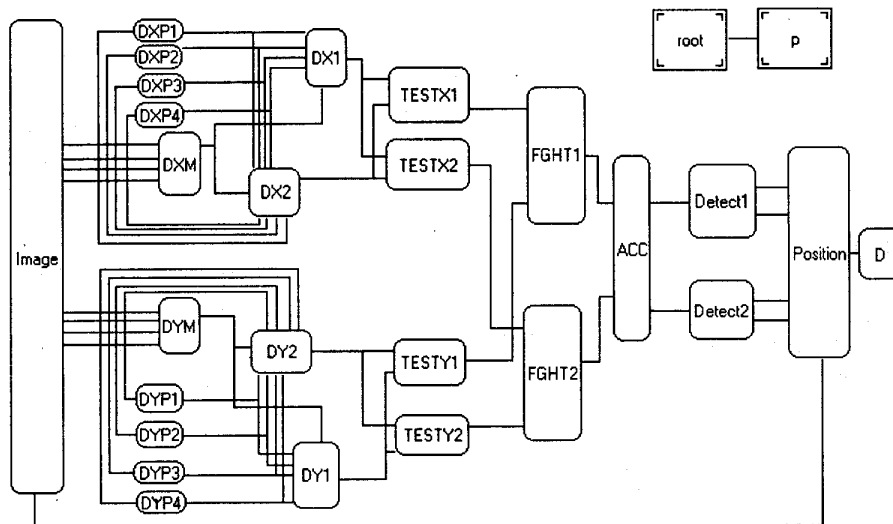 DXP1
DXP2
DXP3
DXP4
DXM
DX1
DX2
TESTX1
TESTX2
FGHT1
root
p
Image
ACC
Detect1
Detect2
Position
D
DYM
DY2
DYP1
DYP2
DYP3
DYP4
DY1
TESTY1
TESTY2
FGHT2